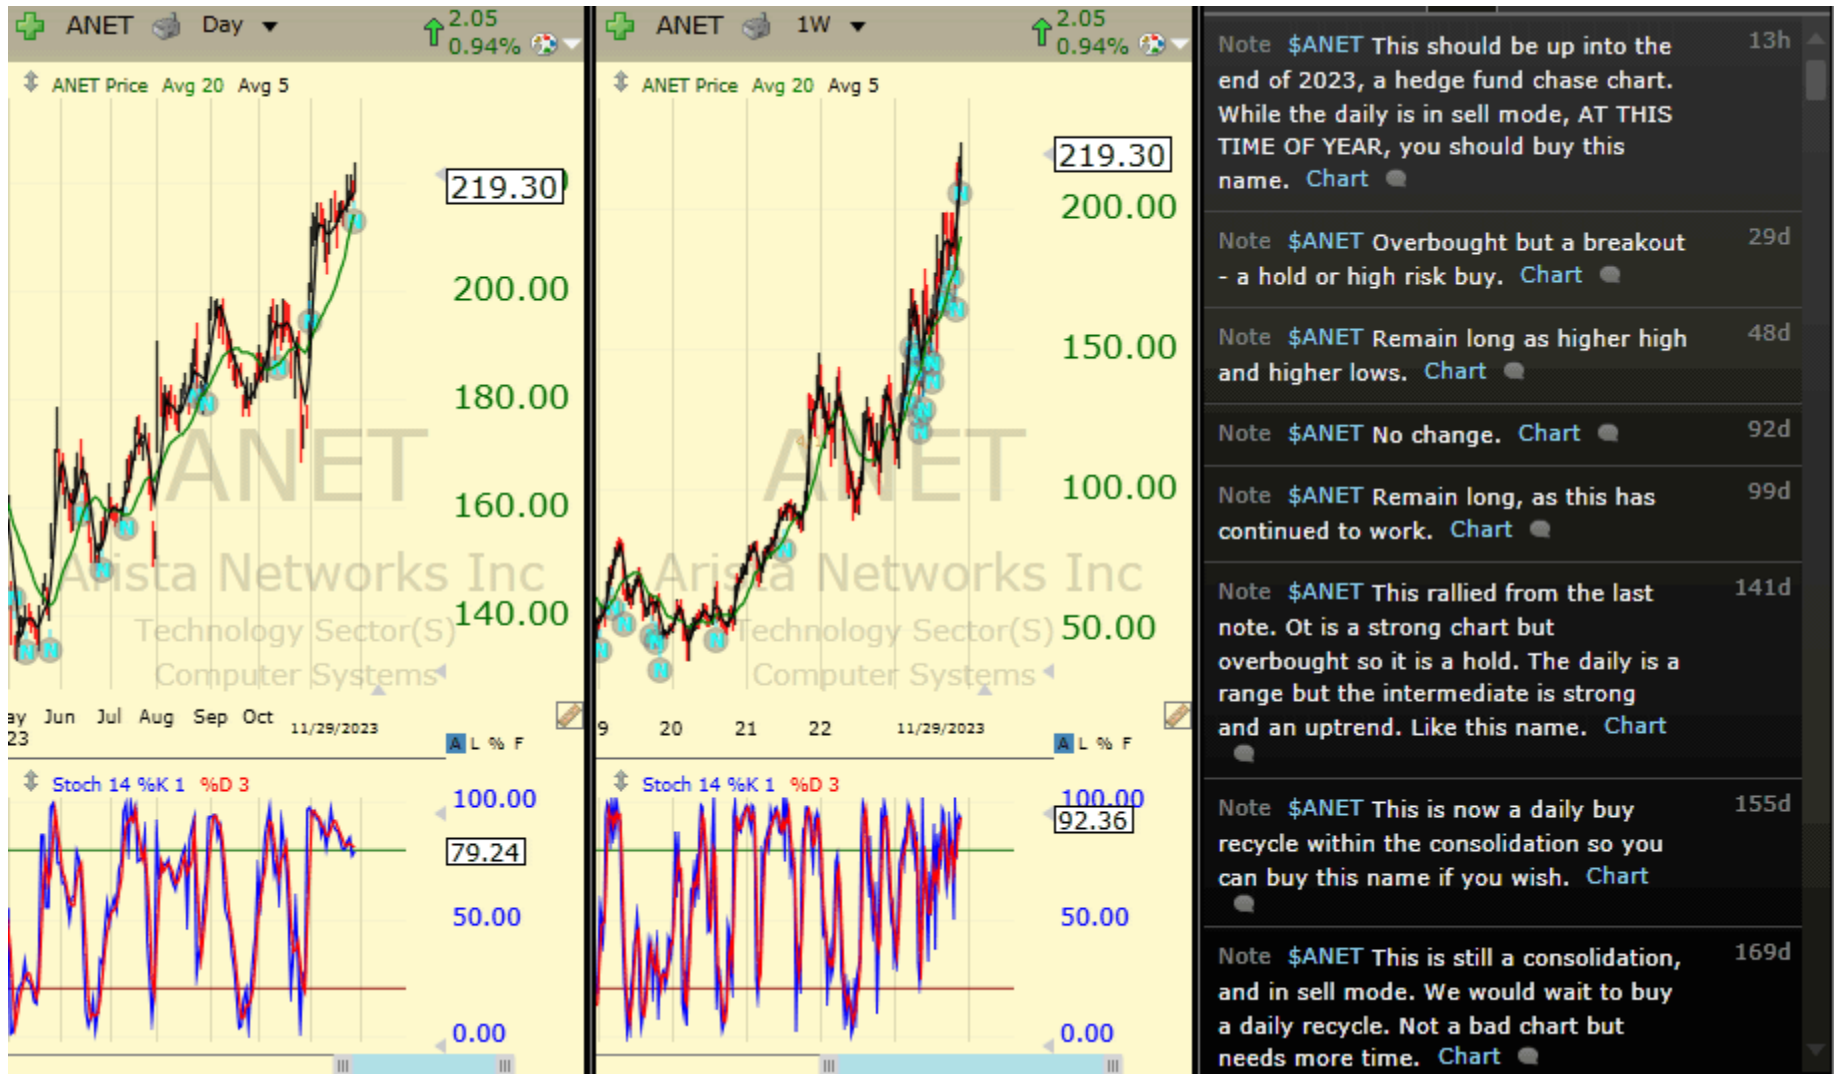 ANET Day
2.05
0.94%
ANET Price Avg 20 Avg 5
219.30
200.00
180.00
160.00
140.00
ANET
Arista Networks Inc
Technology Sector(S)
Computer Systems
ay Jun Jul Aug Sep Oct 11/29/2023
23
A L % F
Stoch 14 %K 1 %D 3
100.00
79.24
50.00
0.00
ANET 1W
2.05
0.94%
ANET Price Avg 20 Avg 5
219.30
200.00
150.00
100.00
50.00
ANET
Arista Networks Inc
Technology Sector(S)
Computer Systems
9 20 21 22 11/29/2023
A L % F
Stoch 14 %K 1 %D 3
100.00
92.36
50.00
0.00
Note $ANET This should be up into the 13h
end of 2023, a hedge fund chase chart.
While the daily is in sell mode, AT THIS
TIME OF YEAR, you should buy this
name. Chart
Note $ANET Overbought but a breakout 29d
- a hold or high risk buy. Chart
Note $ANET Remain long as higher high 48d
and higher lows. Chart
Note $ANET No change. Chart 92d
Note $ANET Remain long, as this has 99d
continued to work. Chart
Note $ANET This rallied from the last 141d
note. Ot is a strong chart but
overbought so it is a hold. The daily is a
range but the intermediate is strong
and an uptrend. Like this name. Chart
Note $ANET This is now a daily buy 155d
recycle within the consolidation so you
can buy this name if you wish. Chart
Note $ANET This is still a consolidation, 169d
and in sell mode. We would wait to buy
a daily recycle. Not a bad chart but
needs more time. Chart